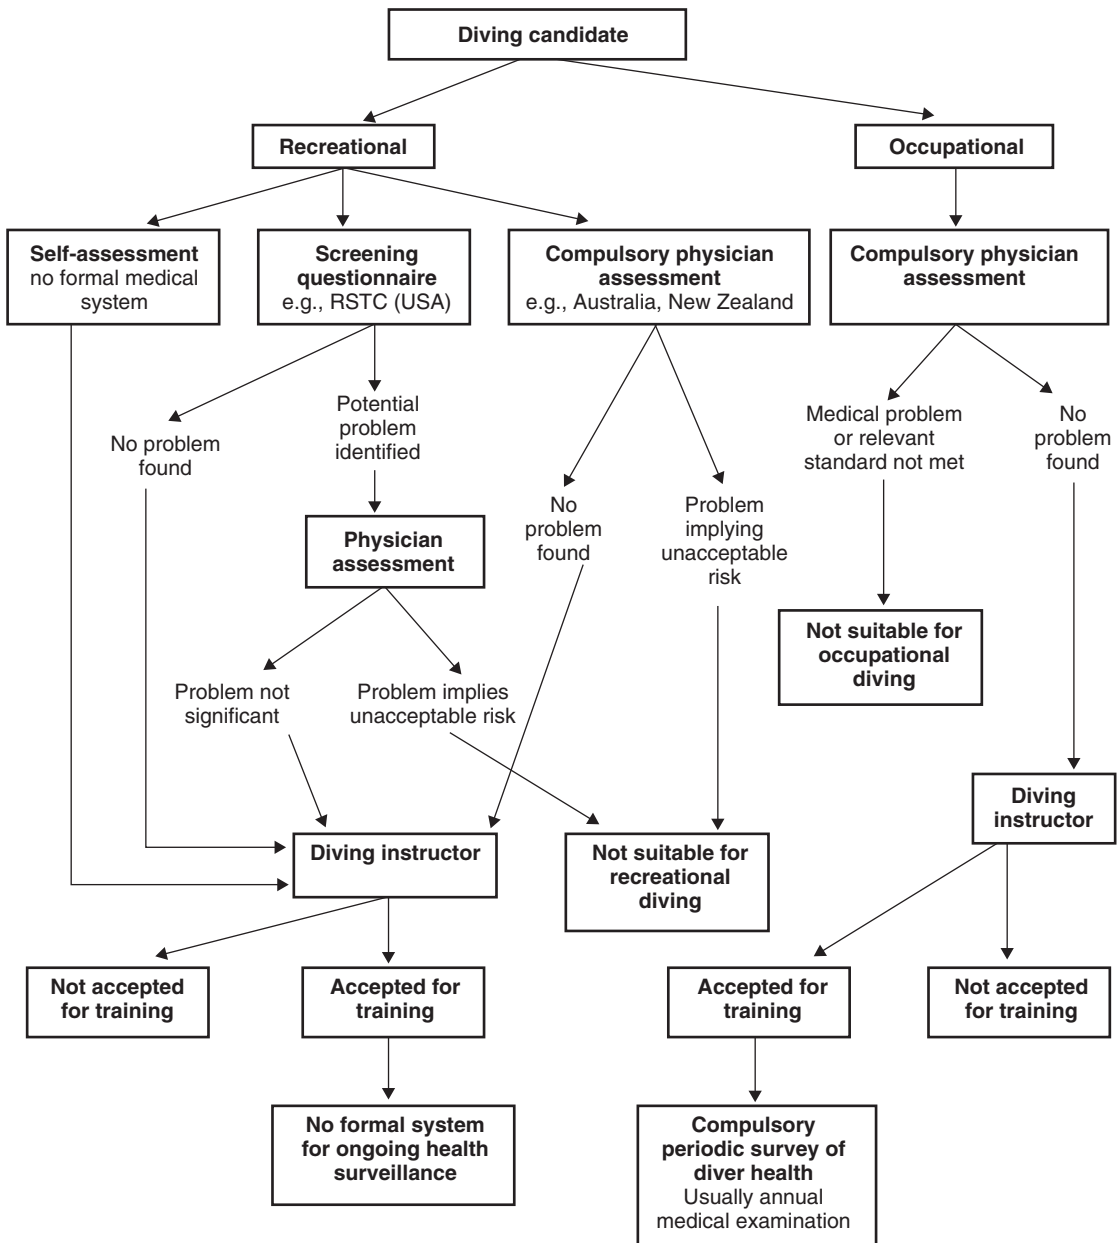 Diving candidate
Recreational
Occupational
Self-assessment
no formal medical
system
Screening
questionnaire
e.g., RSTC (USA)
Compulsory physician
assessment
e.g., Australia, New Zealand
Compulsory physician
assessment
No problem
found
Potential
problem
identified
No
problem
found
Problem
implying
unacceptable
risk
Medical problem
or relevant
standard not met
No
problem
found
Physician
assessment
Not suitable for
occupational
diving
Problem not
significant
Problem implies
unacceptable risk
Diving
instructor
Diving instructor
Not suitable for
recreational
diving
Not accepted
for training
Accepted for
training
Accepted for
training
Not accepted
for training
No formal system
for ongoing health
surveillance
Compulsory
periodic survey of
diver health
Usually annual
medical examination